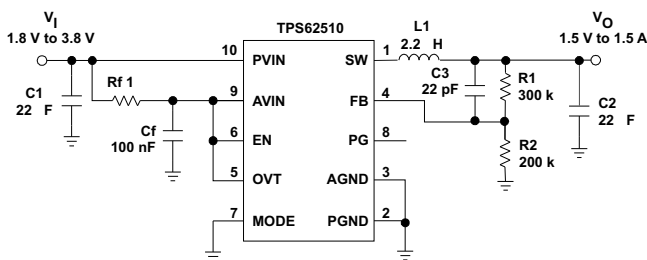 V_I
1.8 V to 3.8 V
TPS62510
V_O
1.5 V to 1.5 A
L1
2.2 H
10 PVIN
SW 1
C1
22 F
Rf 1
C3
22 pF
R1
300 k
C2
22 F
9 AVIN
FB 4
Cf
100 nF
6 EN
PG 8
R2
200 k
5 OVT
AGND 3
7 MODE
PGND 2